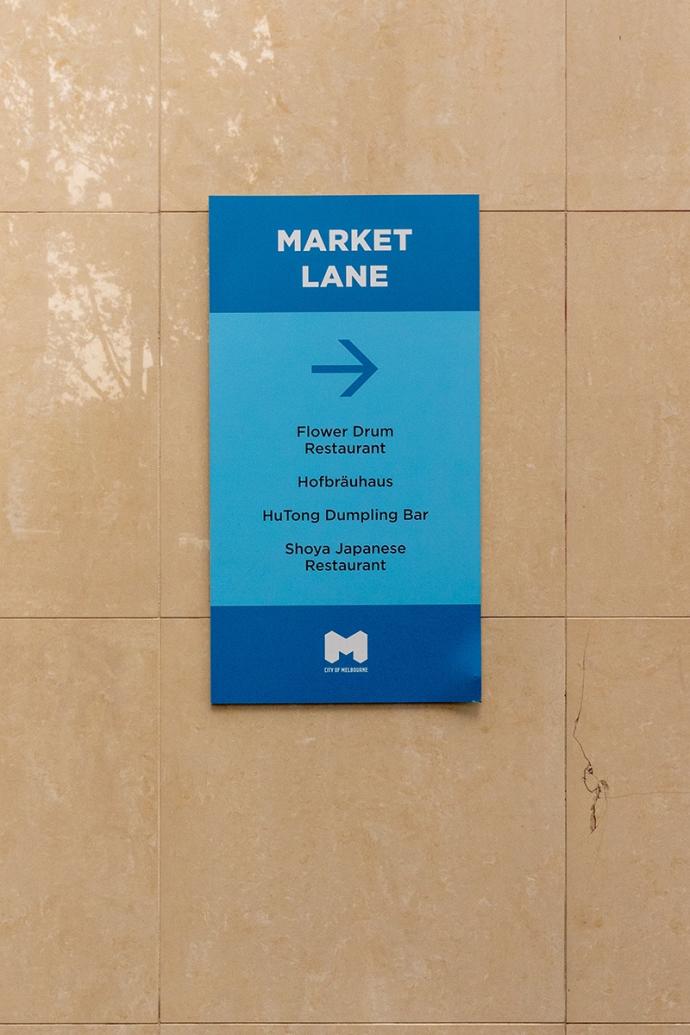 MARKET
LANE
Flower Drum
Restaurant
Hofbräuhaus
HuTong Dumpling Bar
Shoya Japanese
Restaurant
M
CITY OF MELBOURNE